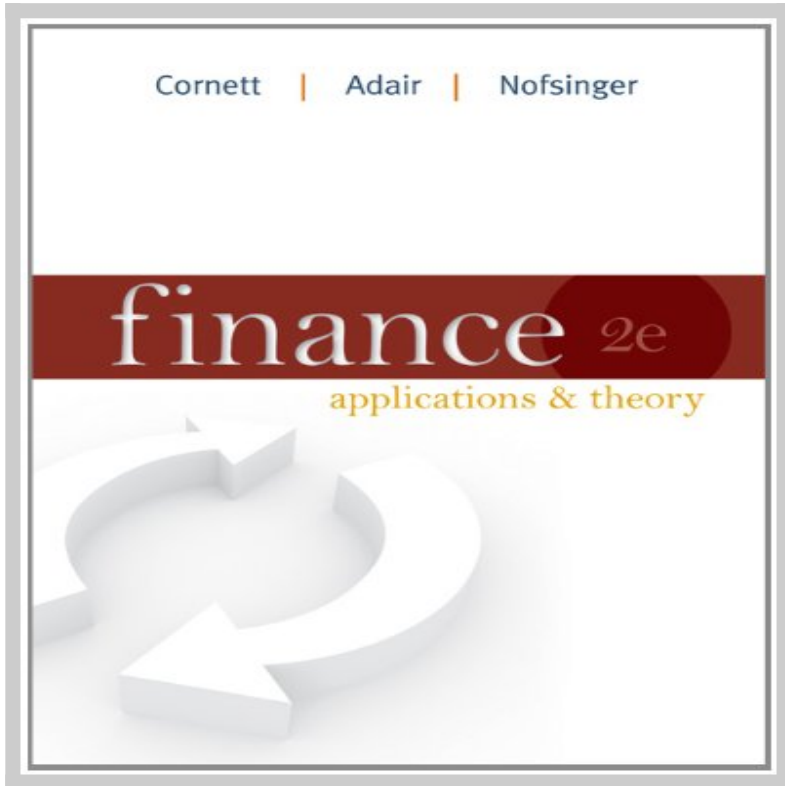 Cornett | Adair | Nofsinger
finance 2e
applications & theory